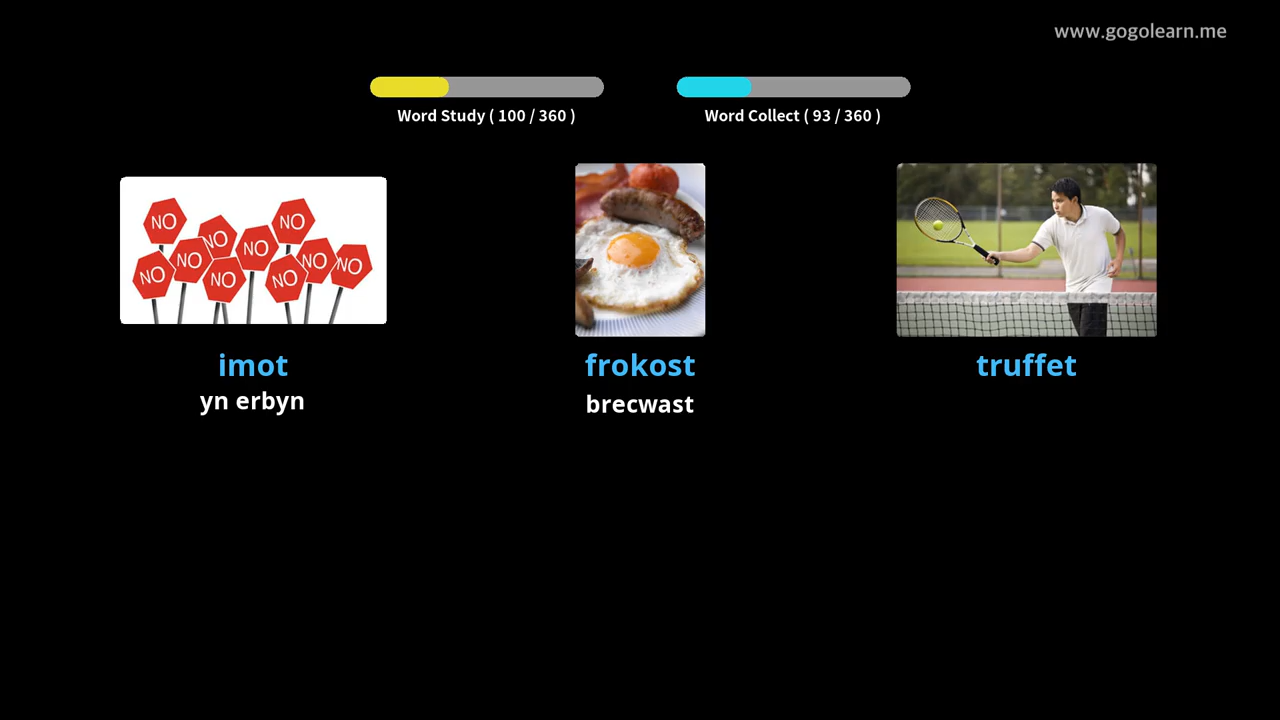 www.gogolearn.me
Word Study ( 100 / 360 )
Word Collect ( 93 / 360 )
NO
NO
NO
NO
NO
NO
NO
NO
NO
NO
imot
frokost
truffet
yn erbyn
brecwast